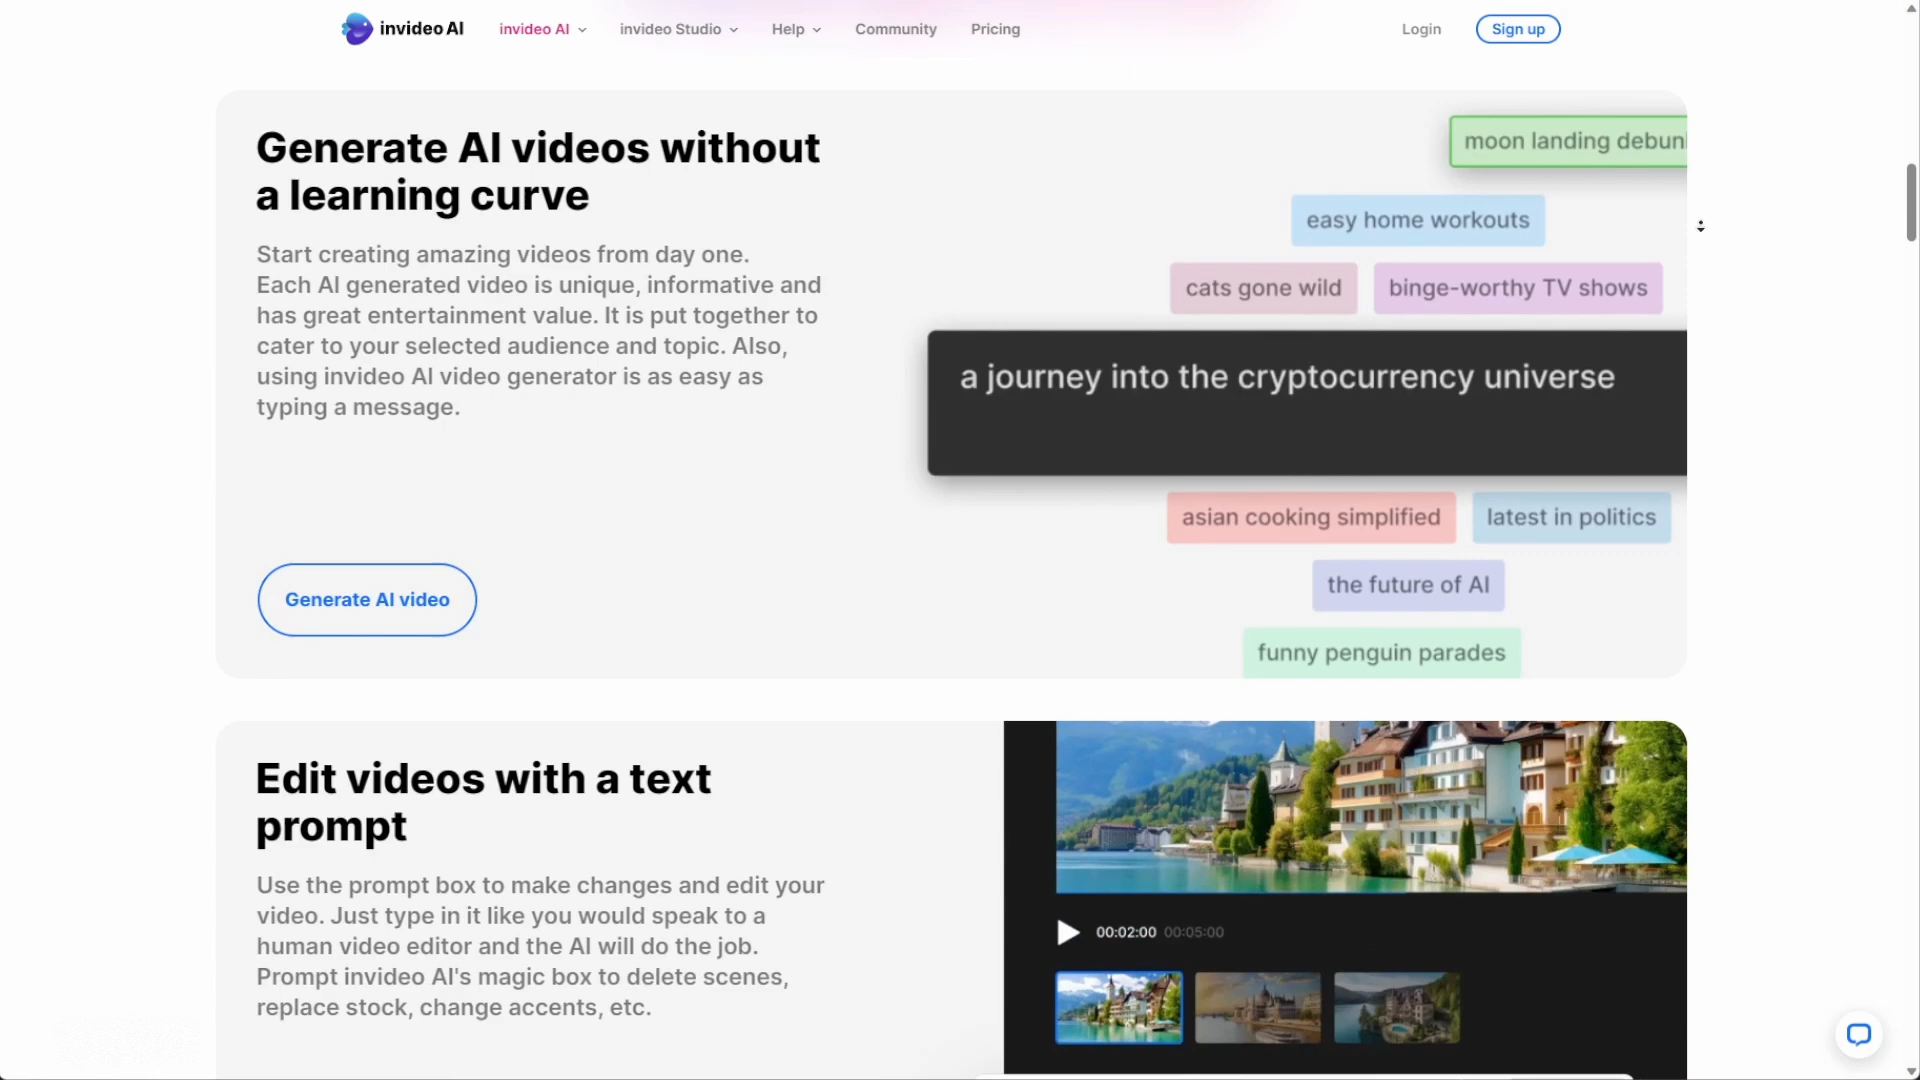 invideo AI
invideo AI
invideo Studio
Help
Community
Pricing
Login
Sign up
Generate AI videos without
a learning curve
Start creating amazing videos from day one.
Each AI generated video is unique, informative and
has great entertainment value. It is put together to
cater to your selected audience and topic. Also,
using invideo AI video generator is as easy as
typing a message.
Generate AI video
moon landing debun
easy home workouts
cats gone wild
binge-worthy TV shows
a journey into the cryptocurrency universe
asian cooking simplified
latest in politics
the future of AI
funny penguin parades
Edit videos with a text
prompt
Use the prompt box to make changes and edit your
video. Just type in it like you would speak to a
human video editor and the AI will do the job.
Prompt invideo AI's magic box to delete scenes,
replace stock, change accents, etc.
00:02:00 00:05:00